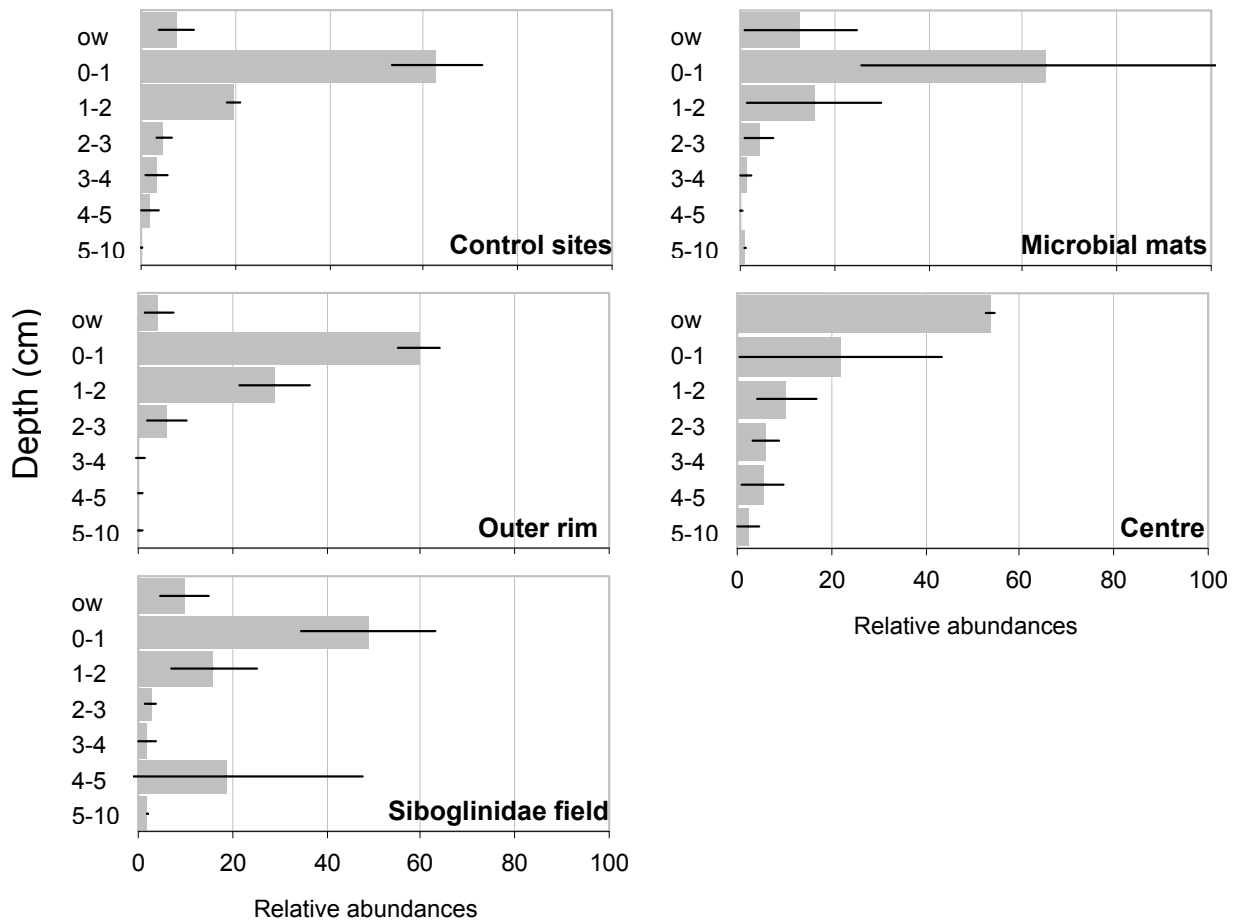 ow
0-1
1-2
2-3
3-4
4-5
5-10
Control sites
ow
0-1
1-2
2-3
3-4
4-5
5-10
Microbial mats
Depth (cm)
ow
0-1
1-2
2-3
3-4
4-5
5-10
Outer rim
ow
0-1
1-2
2-3
3-4
4-5
5-10
Centre
0 20 40 60 80 100
Relative abundances
ow
0-1
1-2
2-3
3-4
4-5
5-10
Siboglinidae field
0 20 40 60 80 100
Relative abundances